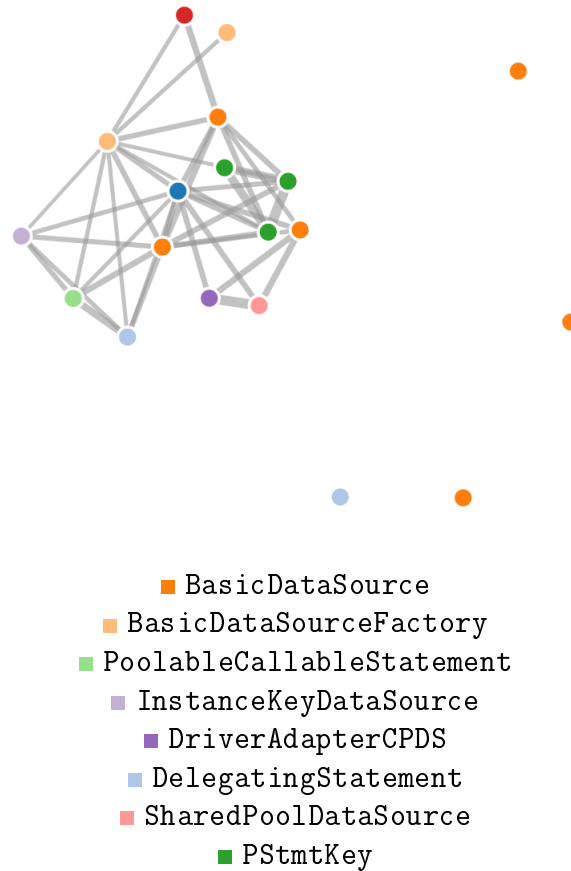 BasicDataSource
BasicDataSourceFactory
PoolableCallableStatement
InstanceKeyDataSource
DriverAdapterCPDS
DelegatingStatement
SharedPoolDataSource
PStmtKey